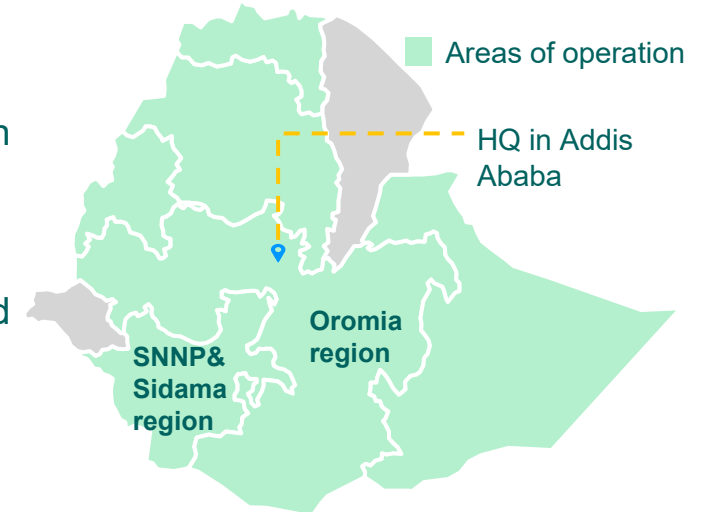 Areas of operation
n
HQ in Addis
Ababa
d
Oromia
region
SNNP&
Sidama
region